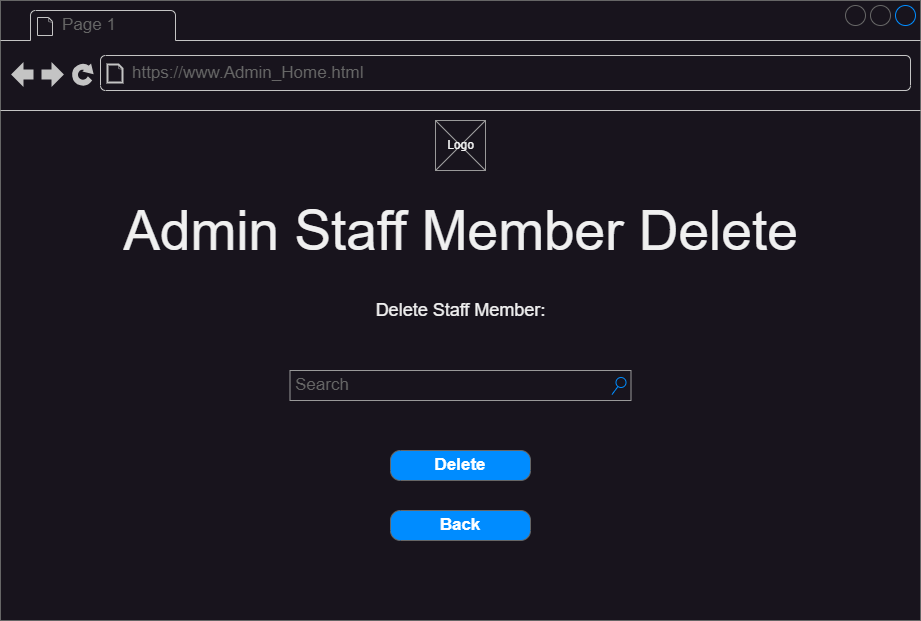 Page 1
https://www.Admin_Home.html
Logo
Admin Staff Member Delete
Delete Staff Member:
Search
Delete
Back